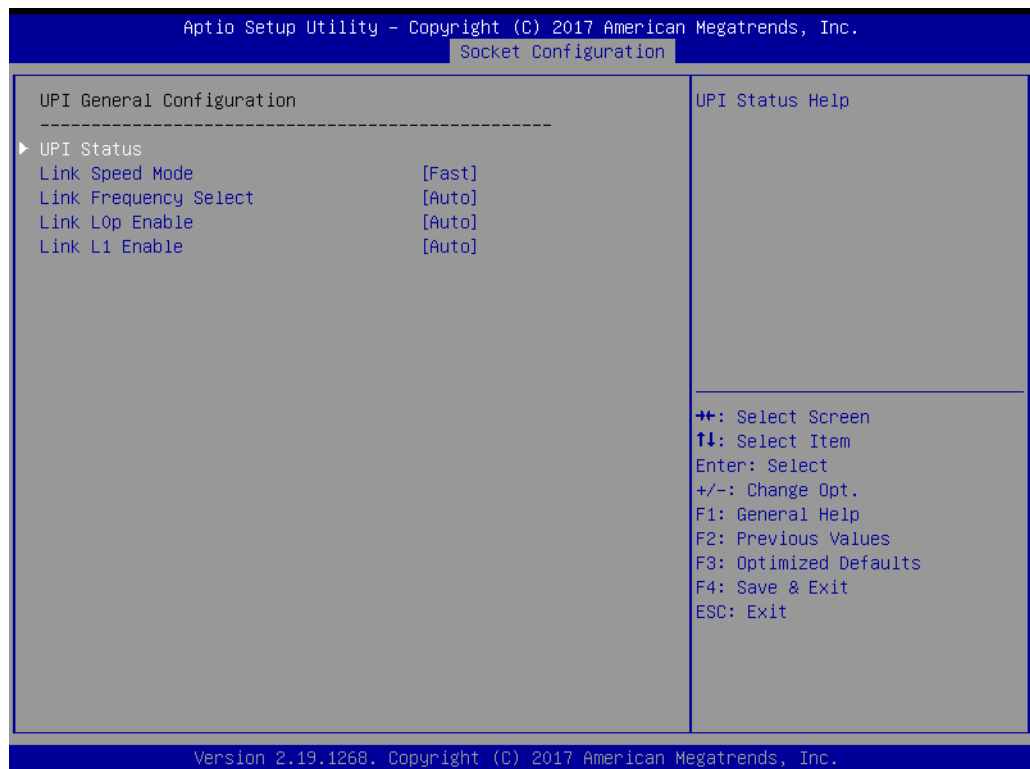 Aptio Setup Utility – Copyright (C) 2017 American Megatrends, Inc.
Socket Configuration
UPI General Configuration
--------------------------------------------------
UPI Status
Link Speed Mode [Fast]
Link Frequency Select [Auto]
Link L0p Enable [Auto]
Link L1 Enable [Auto]
UPI Status Help
→←: Select Screen
↑↓: Select Item
Enter: Select
+/-: Change Opt.
F1: General Help
F2: Previous Values
F3: Optimized Defaults
F4: Save & Exit
ESC: Exit
Version 2.19.1268. Copyright (C) 2017 American Megatrends, Inc.